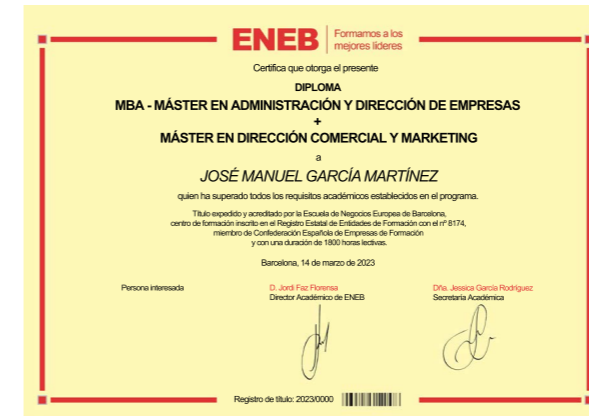 ENEB
Formamos a los
mejores líderes
Certifica que otorga el presente
DIPLOMA
MBA - MÁSTER EN ADMINISTRACIÓN Y DIRECCIÓN DE EMPRESAS
+
MÁSTER EN DIRECCIÓN COMERCIAL Y MARKETING
a
JOSÉ MANUEL GARCÍA MARTÍNEZ
quien ha superado todos los requisitos académicos establecidos en el programa.
Título expedido y acreditado por la Escuela de Negocios Europea de Barcelona,
centro de formación inscrito en el Registro Estatal de Entidades de Formación con el nº 8174,
miembro de Confederación Española de Empresas de Formación
y con una duración de 1800 horas lectivas.
Barcelona, 14 de marzo de 2023
Persona interesada
D. Jordi Faz Florensa
Director Académico de ENEB
Dña. Jessica García Rodríguez
Secretaría Académica
Registro de título: 2023/0000